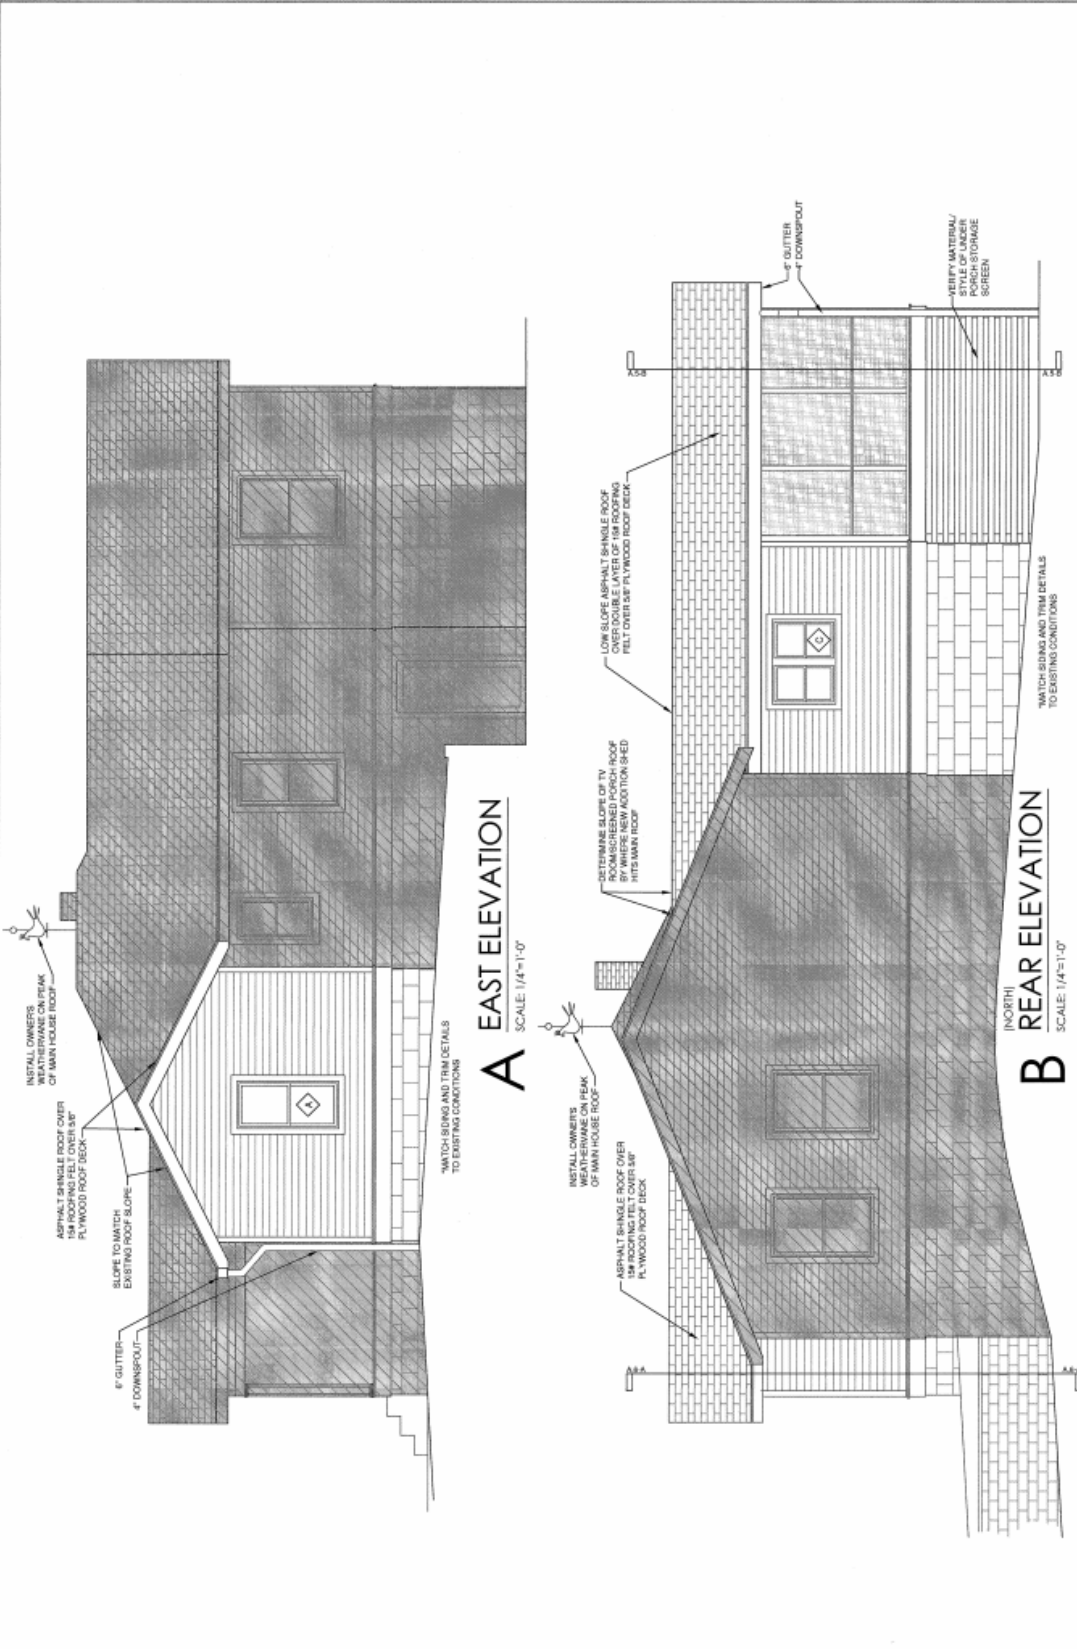 INSTALL OWNER'S
WEATHERVANE ON PEAK
OF MAIN HOUSE ROOF
ASPHALT SHINGLE ROOF OVER
15# ROOFING FELT OVER 5/8"
PLYWOOD ROOF DECK
SLOPE TO MATCH
EXISTING ROOF SLOPE
6" GUTTER
4" DOWNSPOUT
A
*MATCH SIDING AND TRIM DETAILS
TO EXISTING CONDITIONS
A EAST ELEVATION
SCALE: 1/4"=1'-0"
INSTALL OWNER'S
WEATHERVANE ON PEAK
OF MAIN HOUSE ROOF
ASPHALT SHINGLE ROOF OVER
15# ROOFING FELT OVER 5/8"
PLYWOOD ROOF DECK
DETERMINE SLOPE OF TV
ROOM/SCREENED PORCH ROOF
BY WHERE NEW ADDITION SHED
HITS MAIN ROOF
LOW SLOPE ASPHALT SHINGLE ROOF
OVER DOUBLE LAYER OF 15# ROOFING
FELT OVER 5/8" PLYWOOD ROOF DECK
6" GUTTER
4" DOWNSPOUT
VERIFY MATERIAL/
STYLE OF UNDER
PORCH STORAGE
SCREEN
A.5-B
A.5-B
C
*MATCH SIDING AND TRIM DETAILS
TO EXISTING CONDITIONS
(NORTH)
B REAR ELEVATION
SCALE: 1/4"=1'-0"